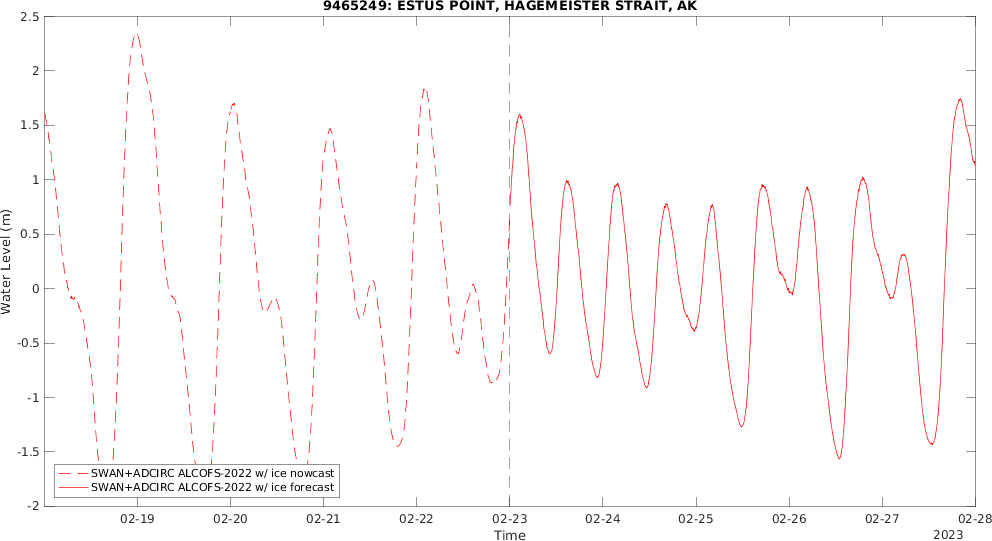 9465249: ESTUS POINT, HAGEMEISTER STRAIT, AK
2.5
2
1.5
1
0.5
0
-0.5
-1
-1.5
-2
Water Level (m)
SWAN+ADCIRC ALCOFS-2022 w/ ice nowcast
SWAN+ADCIRC ALCOFS-2022 w/ ice forecast
02-19 02-20 02-21 02-22 02-23 02-24 02-25 02-26 02-27 02-28
Time
2023